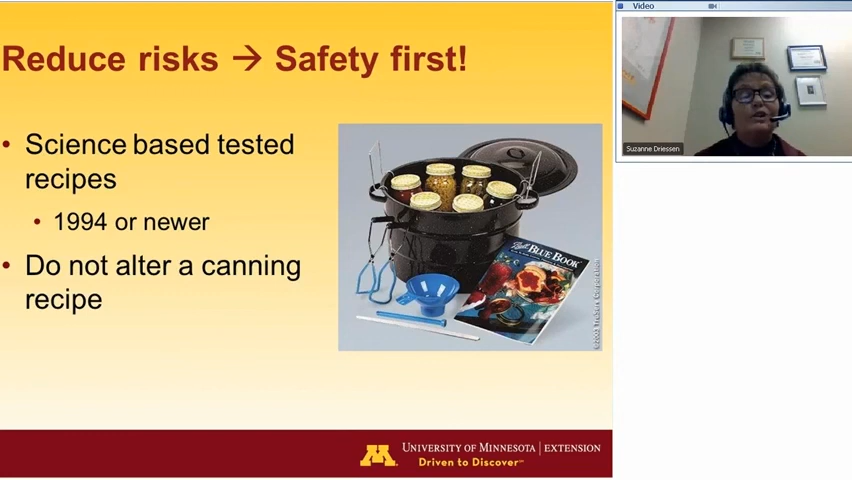 Reduce risks → Safety first!
• Science based tested
recipes
• 1994 or newer
• Do not alter a canning
recipe
Ball BLUE BOOK
UNIVERSITY OF MINNESOTA | EXTENSION
Driven to Discover℠
Video
Suzanne Driessen